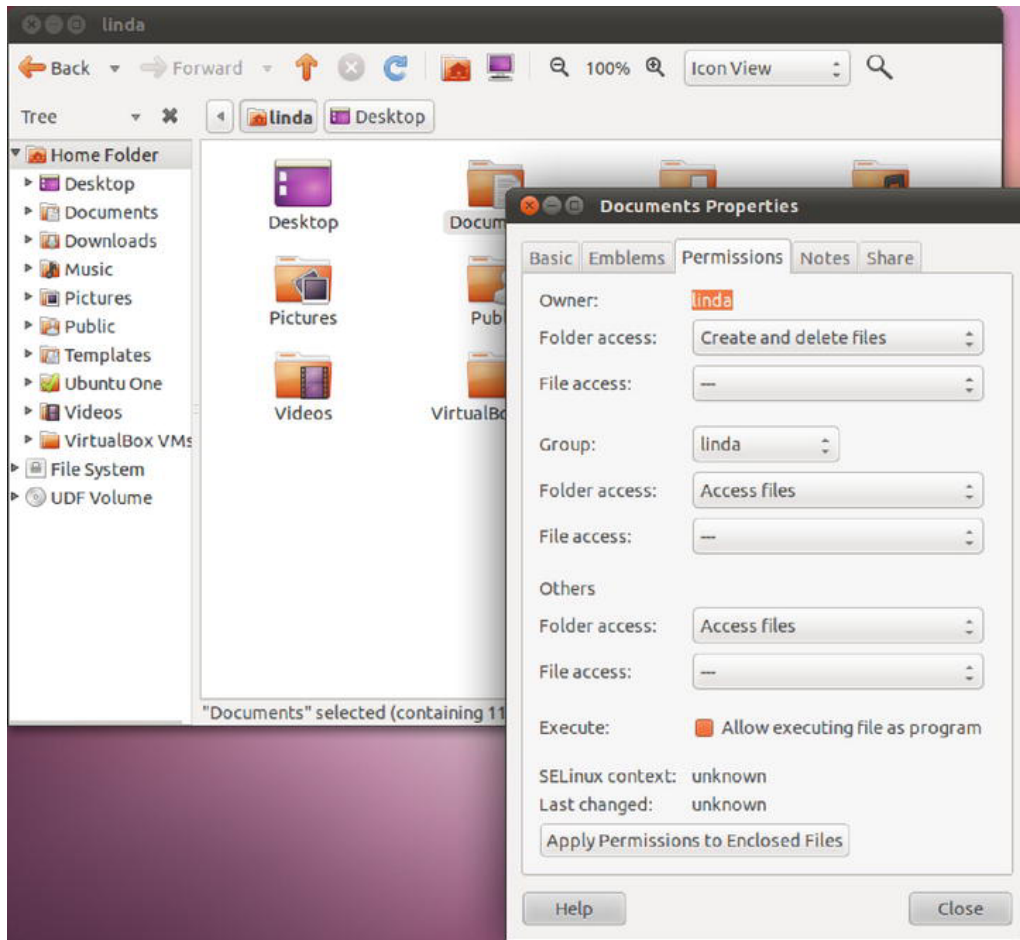 linda
Back Forward 100% Icon View
Tree linda Desktop
Home Folder
Desktop
Documents
Downloads
Music
Pictures
Public
Templates
Ubuntu One
Videos
VirtualBox VMs
File System
UDF Volume
Desktop Docum
Pictures Publ
Videos VirtualBo
"Documents" selected (containing 11
Documents Properties
Basic Emblems Permissions Notes Share
Owner: linda
Folder access: Create and delete files
File access: ---
Group: linda
Folder access: Access files
File access: ---
Others
Folder access: Access files
File access: ---
Execute: Allow executing file as program
SELinux context: unknown
Last changed: unknown
Apply Permissions to Enclosed Files
Help Close